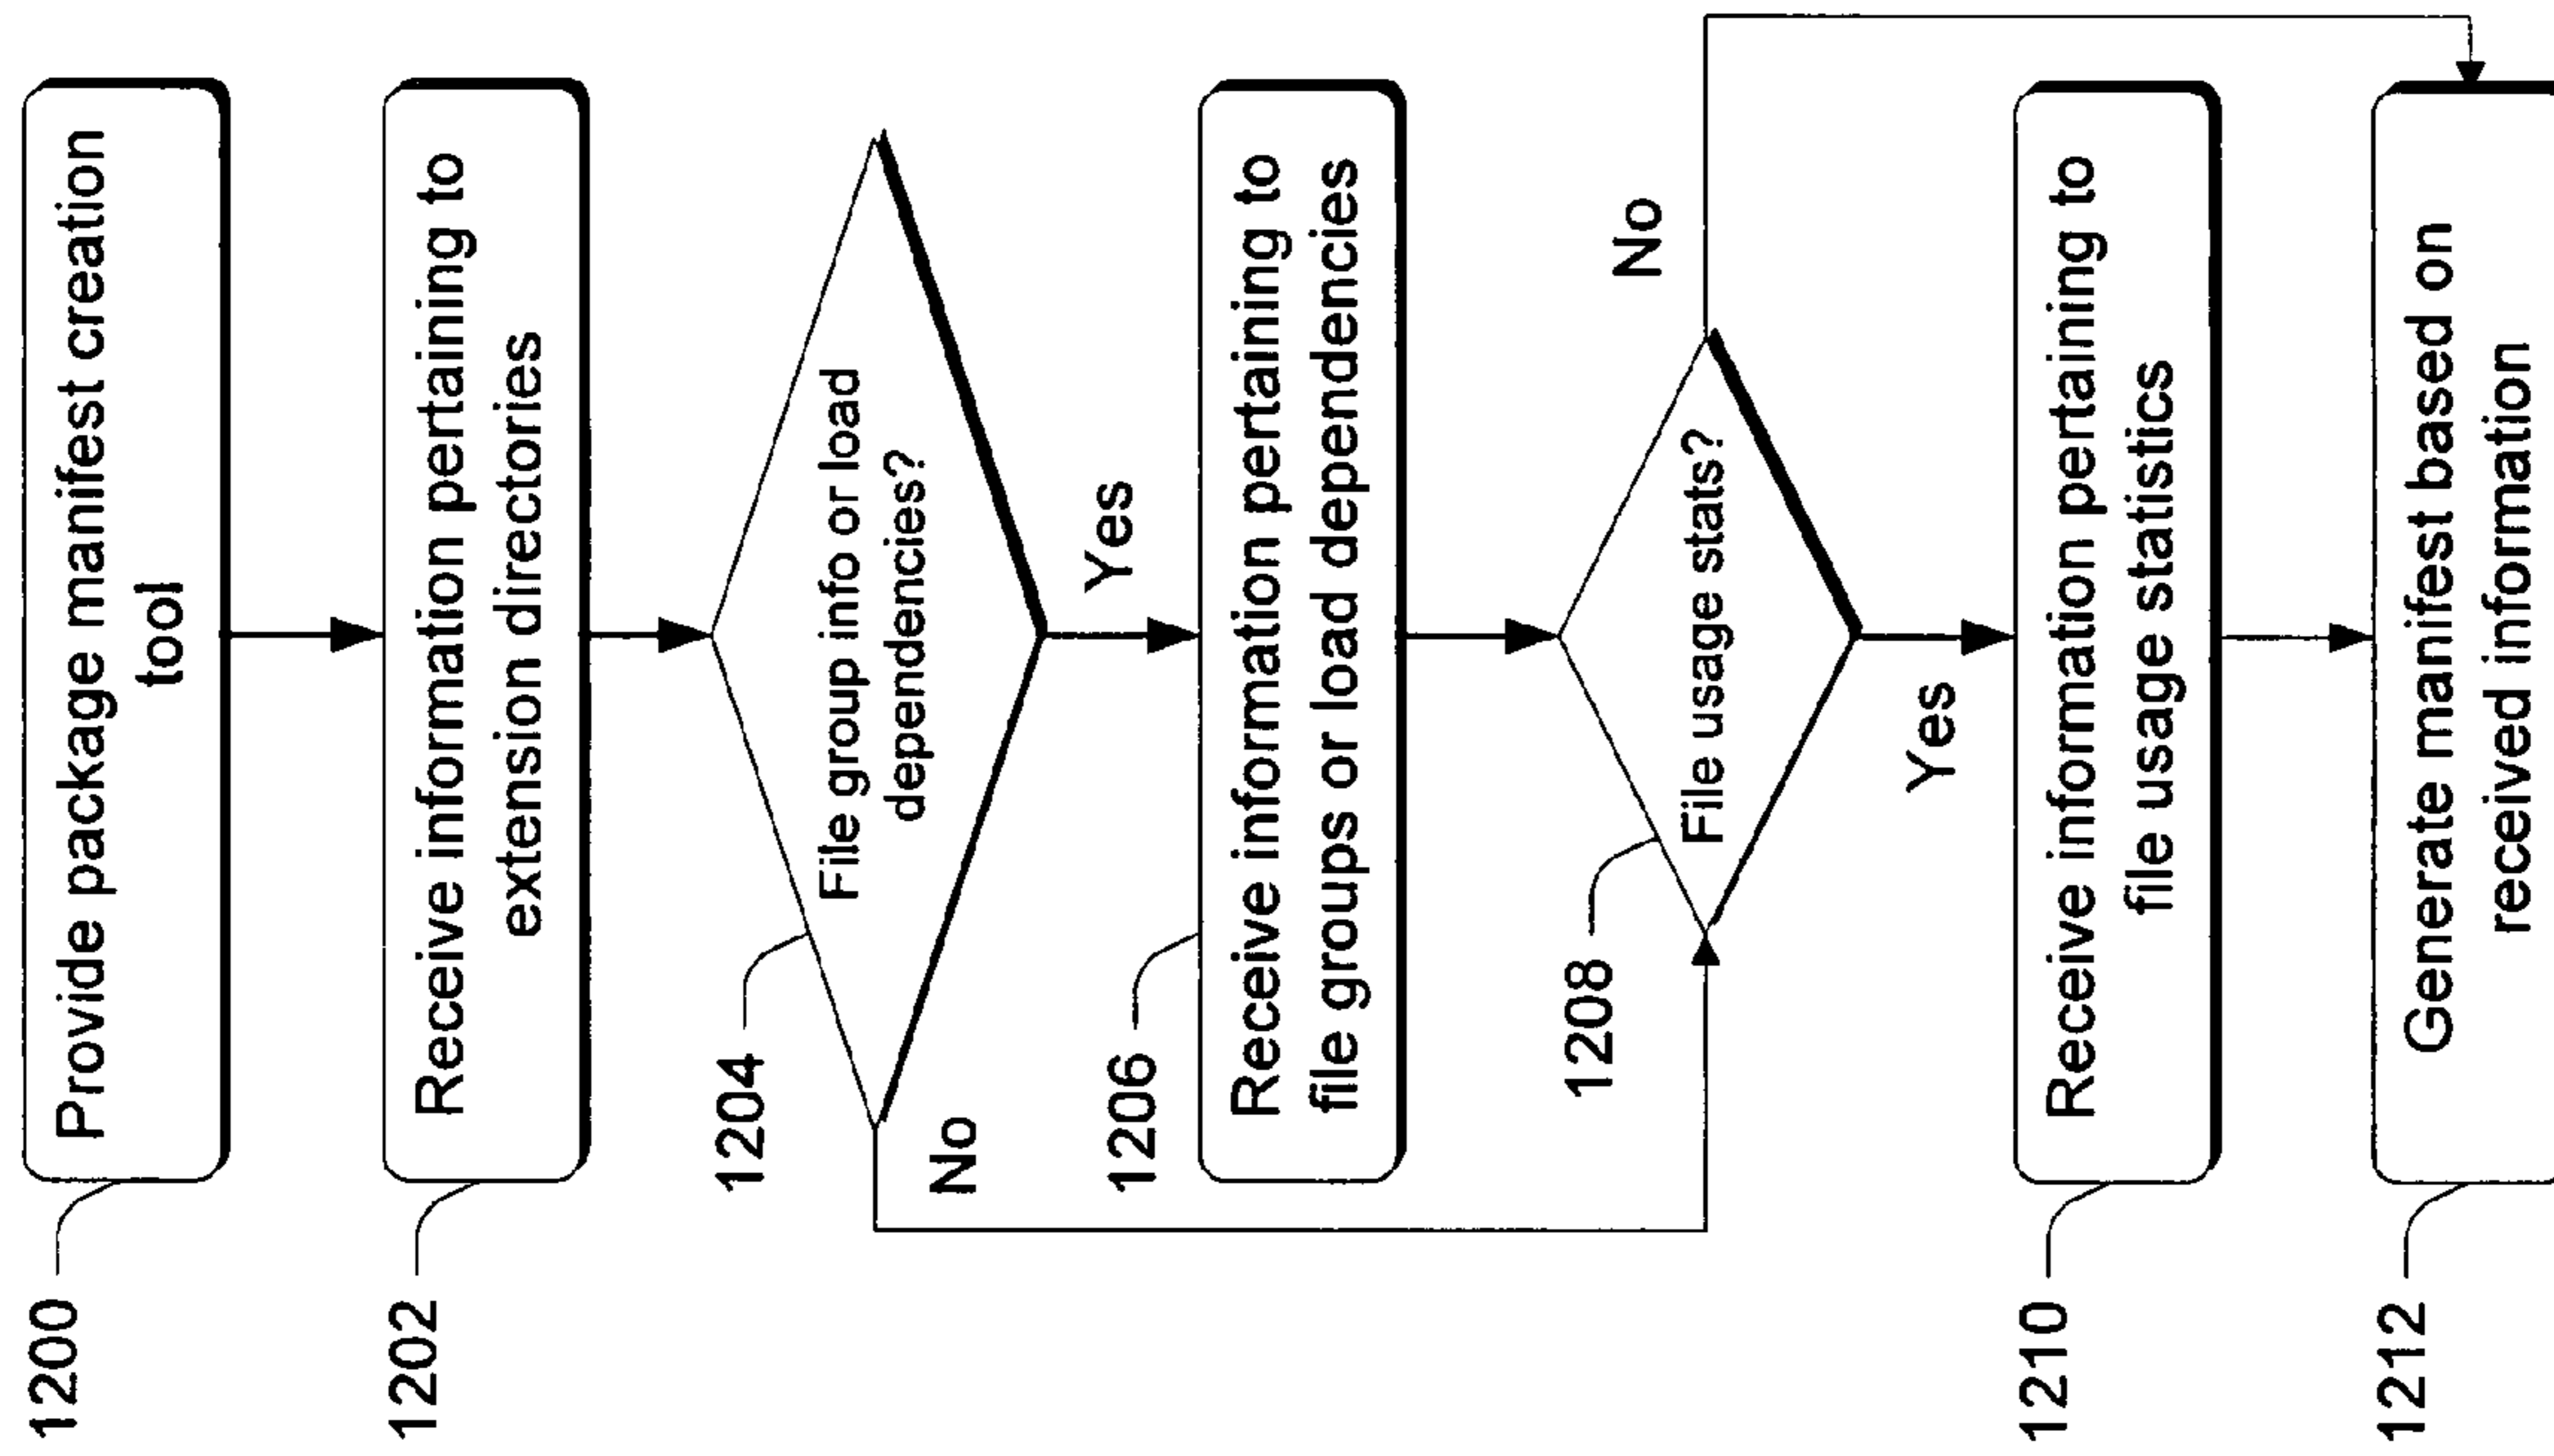 1200
Provide package manifest creation
tool
1202
Receive information pertaining to
extension directories
1204
File group info or load
dependencies?
No
Yes
1206
Receive information pertaining to
file groups or load dependencies
1208
File usage stats?
No
Yes
1210
Receive information pertaining to
file usage statistics
1212
Generate manifest based on
received information